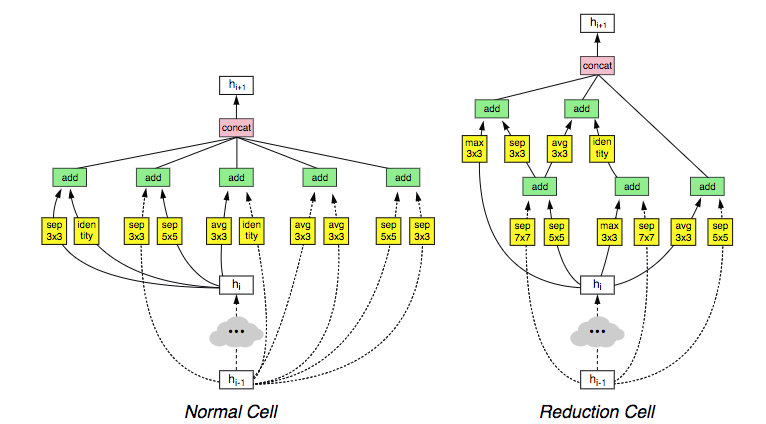 h_{i+1}
concat
add add add add add
sep 3x3 iden tity sep 3x3 sep 5x5 avg 3x3 iden tity avg 3x3 avg 3x3 sep 5x5 sep 3x3
h_i
...
h_{i-1}
Normal Cell
h_{i+1}
concat
add add
max 3x3 sep 3x3 avg 3x3 iden tity
add add add
sep 7x7 sep 5x5 max 3x3 sep 7x7 avg 3x3 sep 5x5
h_i
...
h_{i-1}
Reduction Cell